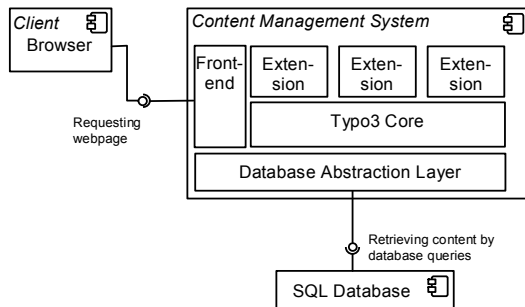 Client
Browser
Requesting
webpage
Content Management System
Front-
end
Exten-
sion
Exten-
sion
Exten-
sion
Typo3 Core
Database Abstraction Layer
Retrieving content by
database queries
SQL Database